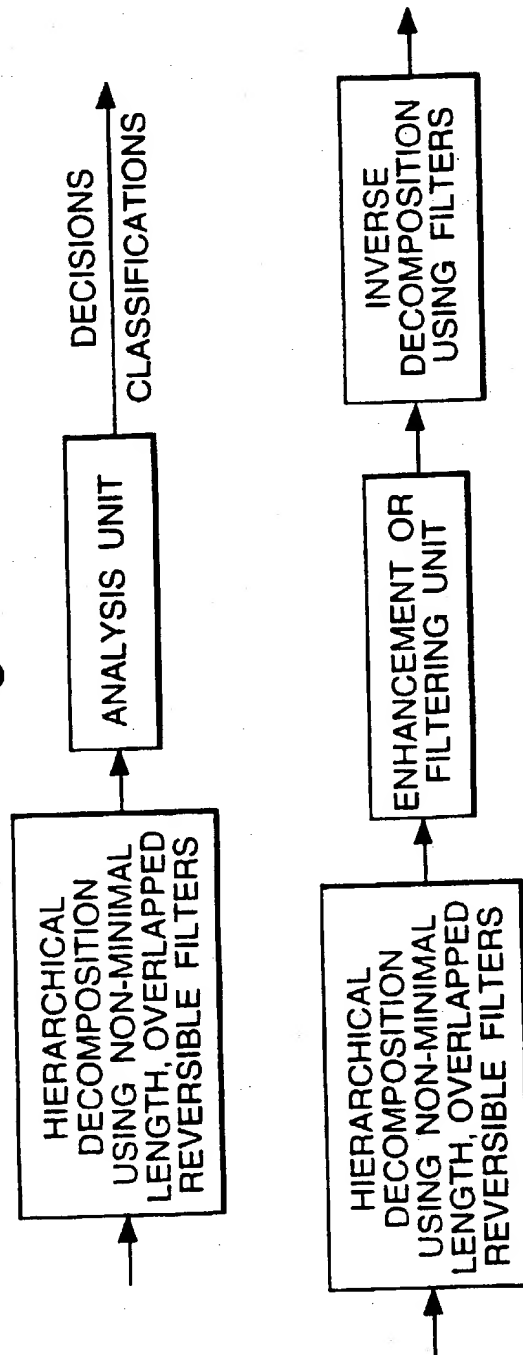 HIERARCHICAL
DECOMPOSITION
USING NON-MINIMAL
LENGTH, OVERLAPPED
REVERSIBLE FILTERS
ANALYSIS UNIT
DECISIONS
CLASSIFICATIONS
HIERARCHICAL
DECOMPOSITION
USING NON-MINIMAL
LENGTH, OVERLAPPED
REVERSIBLE FILTERS
ENHANCEMENT OR
FILTERING UNIT
INVERSE
DECOMPOSITION
USING FILTERS